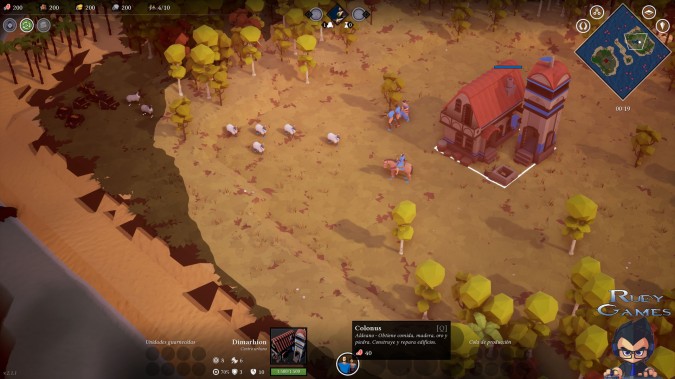 200 200 200 200 4/10
00:19
RUEY
GAMES
Colonus [Q]
Aldeano - Obtiene comida, madera, oro y
piedra. Construye y repara edificios.
40
Unidades guarnecidas
Dimarhion
Centro urbano
Cola de producción